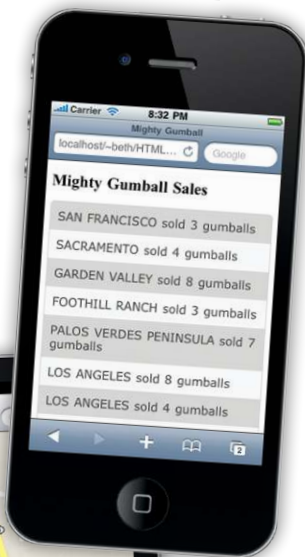 Carrier 8:32 PM
Mighty Gumball
localhost/~beth/HTML... Google
Mighty Gumball Sales
SAN FRANCISCO sold 3 gumballs
SACRAMENTO sold 4 gumballs
GARDEN VALLEY sold 8 gumballs
FOOTHILL RANCH sold 3 gumballs
PALOS VERDES PENINSULA sold 7
gumballs
LOS ANGELES sold 8 gumballs
LOS ANGELES sold 4 gumballs
2